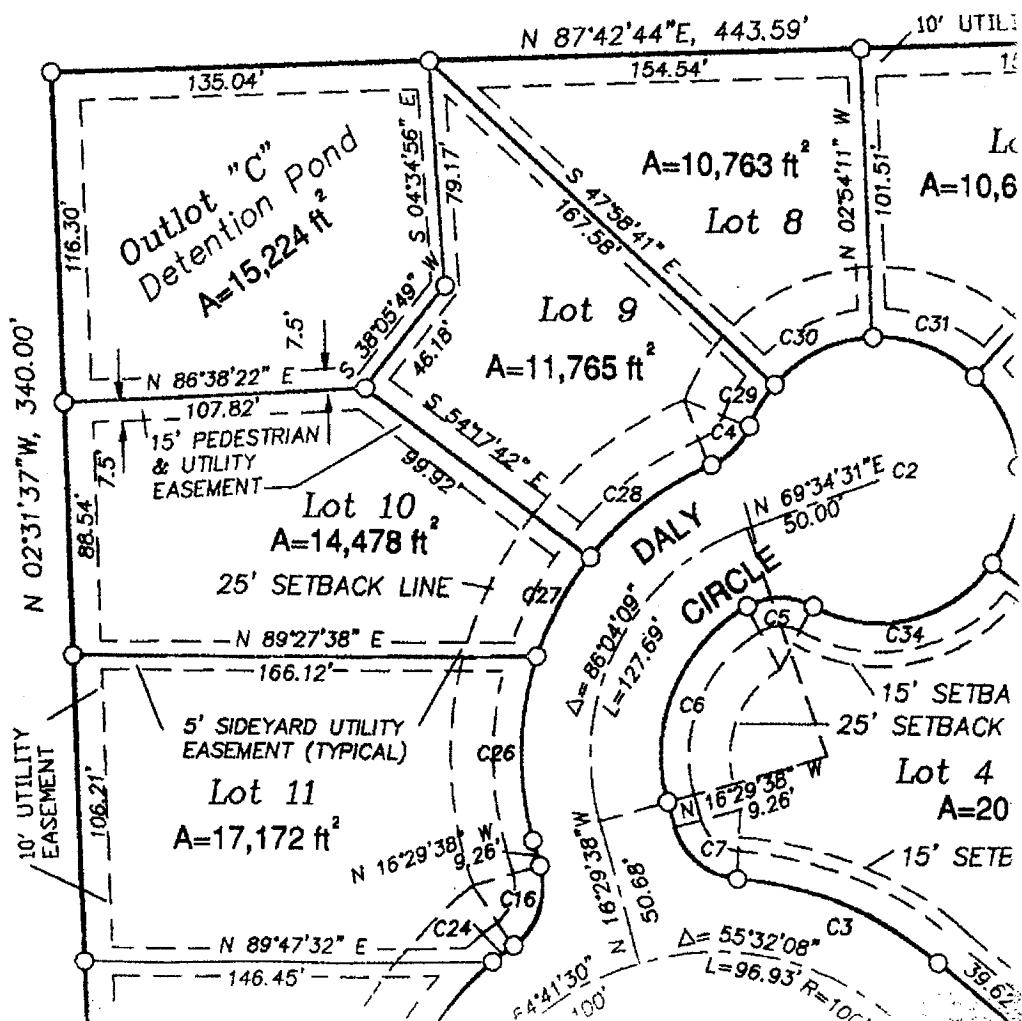 N 87°42'44"E, 443.59'
10' UTILI
135.04'
154.54'
S 04°34'56" E
79.17'
Outlot "C"
Detention Pond
A=15,224 ft²
116.30'
N 02°31'37"W, 340.00'
S 47°58'41" E
167.58'
A=10,763 ft²
Lot 8
N 02°54'11" W
101.51'
A=10,6
S 38°05'49" W
46.18'
Lot 9
A=11,765 ft²
C30
C31
7.5'
N 86°38'22" E
107.82'
C29
C4
15' PEDESTRIAN
& UTILITY
EASEMENT
7.5'
S 54°17'42" E
99.92'
C28
N 69°34'31"E
50.00'
C2
Lot 10
A=14,478 ft²
88.54'
25' SETBACK LINE
C27
DALY
CIRCLE
N 89°27'38" E
166.12'
Δ= 86°04'09"
L=127.69'
C5
C34
C6
15' SETBA
25' SETBACK
10' UTILITY
EASEMENT
5' SIDEYARD UTILITY
EASEMENT (TYPICAL)
C26
Lot 11
A=17,172 ft²
106.21'
Lot 4
A=20
N 16°29'38" W
9.26'
N 16°29'38" W
9.26'
N 16°29'38"W
50.68'
C7
15' SETB
C16
C24
N 89°47'32" E
146.45'
C3
Δ= 55°32'08"
L=96.93'
39.62